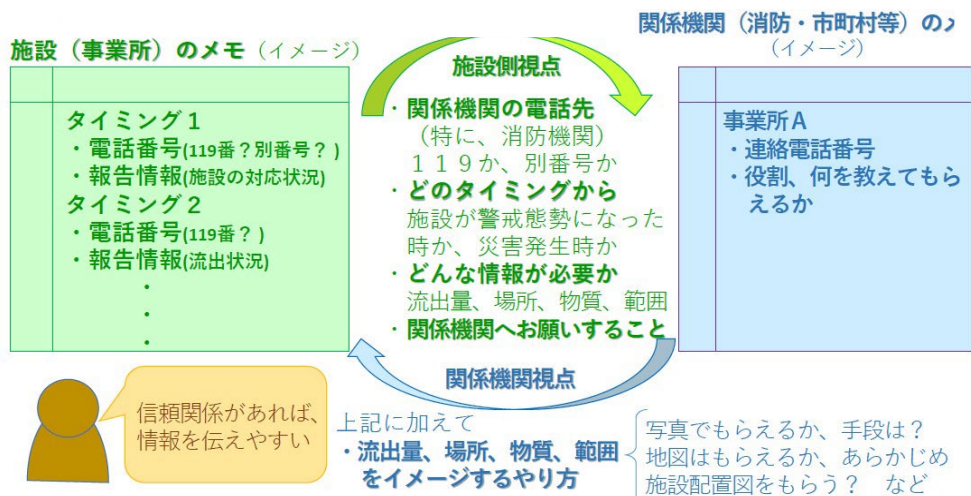 施設（事業所）のメモ（イメージ）
タイミング１
・電話番号(119番？別番号？)
・報告情報(施設の対応状況)
タイミング２
・電話番号(119番？)
・報告情報(流出状況)
・
・
・
施設側視点
・関係機関の電話先
（特に、消防機関）
１１９か、別番号か
・どのタイミングから
施設が警戒態勢になった
時か、災害発生時か
・どんな情報が必要か
流出量、場所、物質、範囲
・関係機関へお願いすること
関係機関視点
関係機関（消防・市町村等）の
（イメージ）
事業所Ａ
・連絡電話番号
・役割、何を教えてもら
えるか
信頼関係があれば、
情報を伝えやすい
上記に加えて
・流出量、場所、物質、範囲
をイメージするやり方
写真でもらえるか、手段は？
地図はもらえるか、あらかじめ
施設配置図をもらう？　など